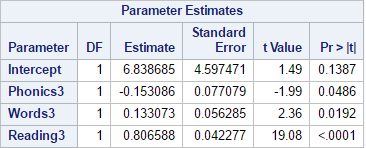 Parameter Estimates
Parameter DF Estimate Standard Error t Value Pr > |t|
Intercept 1 6.838685 4.597471 1.49 0.1387
Phonics3 1 -0.153086 0.077079 -1.99 0.0486
Words3 1 0.133073 0.056285 2.36 0.0192
Reading3 1 0.806588 0.042277 19.08 <.0001